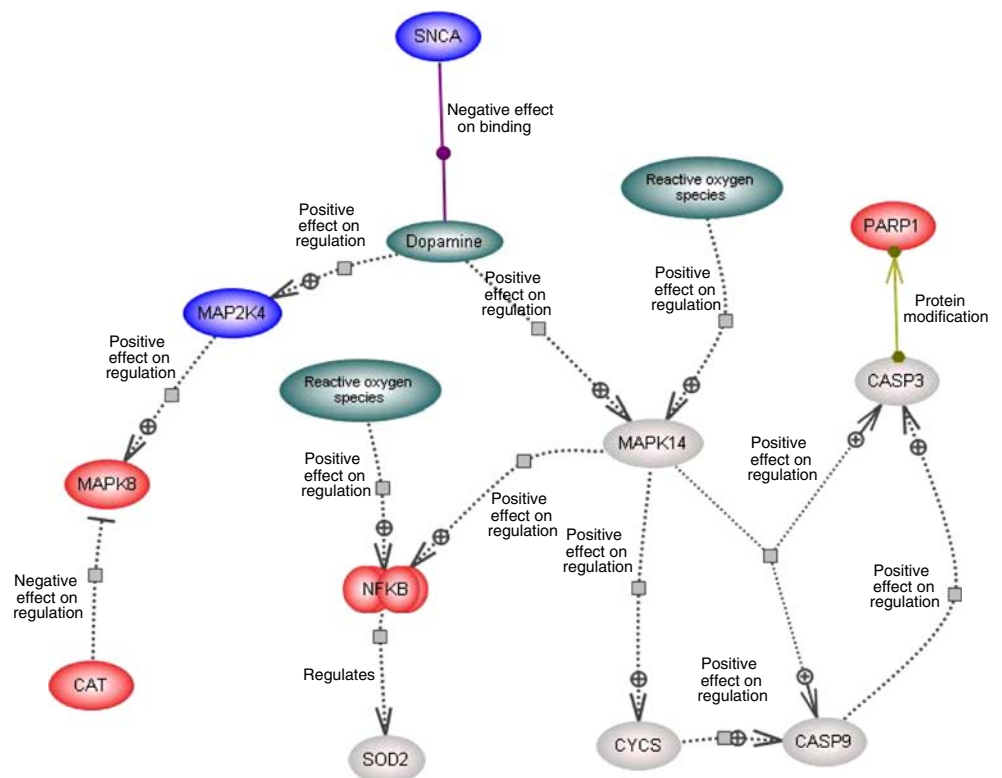 SNCA
Negative effect
on binding
Reactive oxygen
species
Positive
effect on
regulation
Dopamine
PARP1
Positive
effect on
regulation
Positive
effect on
regulation
MAP2K4
Protein
modification
Positive
effect on
regulation
Reactive oxygen
species
CASP3
MAPK14
Positive
effect on
regulation
Positive
effect on
regulation
MAPK8
Positive
effect on
regulation
Positive
effect on
regulation
Negative
effect on
regulation
NFKB
Positive
effect on
regulation
Regulates
Positive
effect on
regulation
CAT
SOD2
CYCS
CASP9